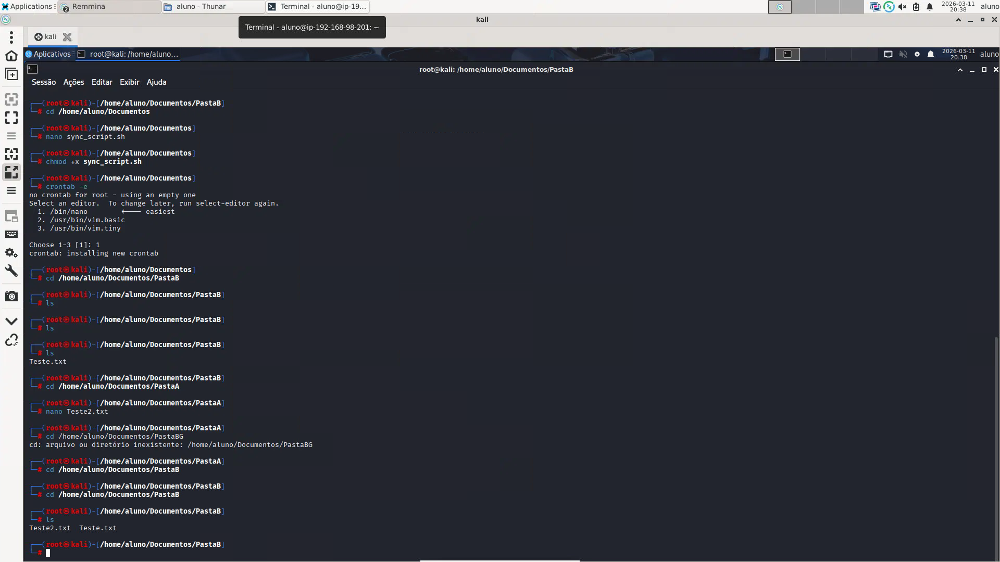 Applications
Remmina
aluno - Thunar
Terminal - aluno@ip-19...
2026-03-11
20:38
aluno
2
kali
Terminal - aluno@ip-192-168-98-201: ~
kali
Aplicativos
root@kali: /home/aluno...
2026-03-11
20:38
aluno
root@kali: /home/aluno/Documentos/PastaB
Sessão Ações Editar Exibir Ajuda
┌──(root㉿kali)-[/home/aluno/Documentos/PastaB]
└─# cd /home/aluno/Documentos
┌──(root㉿kali)-[/home/aluno/Documentos]
└─# nano sync_script.sh
┌──(root㉿kali)-[/home/aluno/Documentos]
└─# chmod +x sync_script.sh
┌──(root㉿kali)-[/home/aluno/Documentos]
└─# crontab -e
no crontab for root - using an empty one
Select an editor.  To change later, run select-editor again.
  1. /bin/nano        <---- easiest
  2. /usr/bin/vim.basic
  3. /usr/bin/vim.tiny
Choose 1-3 [1]: 1
crontab: installing new crontab
┌──(root㉿kali)-[/home/aluno/Documentos]
└─# cd /home/aluno/Documentos/PastaB
┌──(root㉿kali)-[/home/aluno/Documentos/PastaB]
└─# ls
┌──(root㉿kali)-[/home/aluno/Documentos/PastaB]
└─# ls
┌──(root㉿kali)-[/home/aluno/Documentos/PastaB]
└─# ls
Teste.txt
┌──(root㉿kali)-[/home/aluno/Documentos/PastaB]
└─# cd /home/aluno/Documentos/PastaA
┌──(root㉿kali)-[/home/aluno/Documentos/PastaA]
└─# nano Teste2.txt
┌──(root㉿kali)-[/home/aluno/Documentos/PastaA]
└─# cd /home/aluno/Documentos/PastaBG
cd: arquivo ou diretório inexistente: /home/aluno/Documentos/PastaBG
┌──(root㉿kali)-[/home/aluno/Documentos/PastaA]
└─# cd /home/aluno/Documentos/PastaB
┌──(root㉿kali)-[/home/aluno/Documentos/PastaB]
└─# cd /home/aluno/Documentos/PastaB
┌──(root㉿kali)-[/home/aluno/Documentos/PastaB]
└─# ls
Teste2.txt  Teste.txt
┌──(root㉿kali)-[/home/aluno/Documentos/PastaB]
└─#